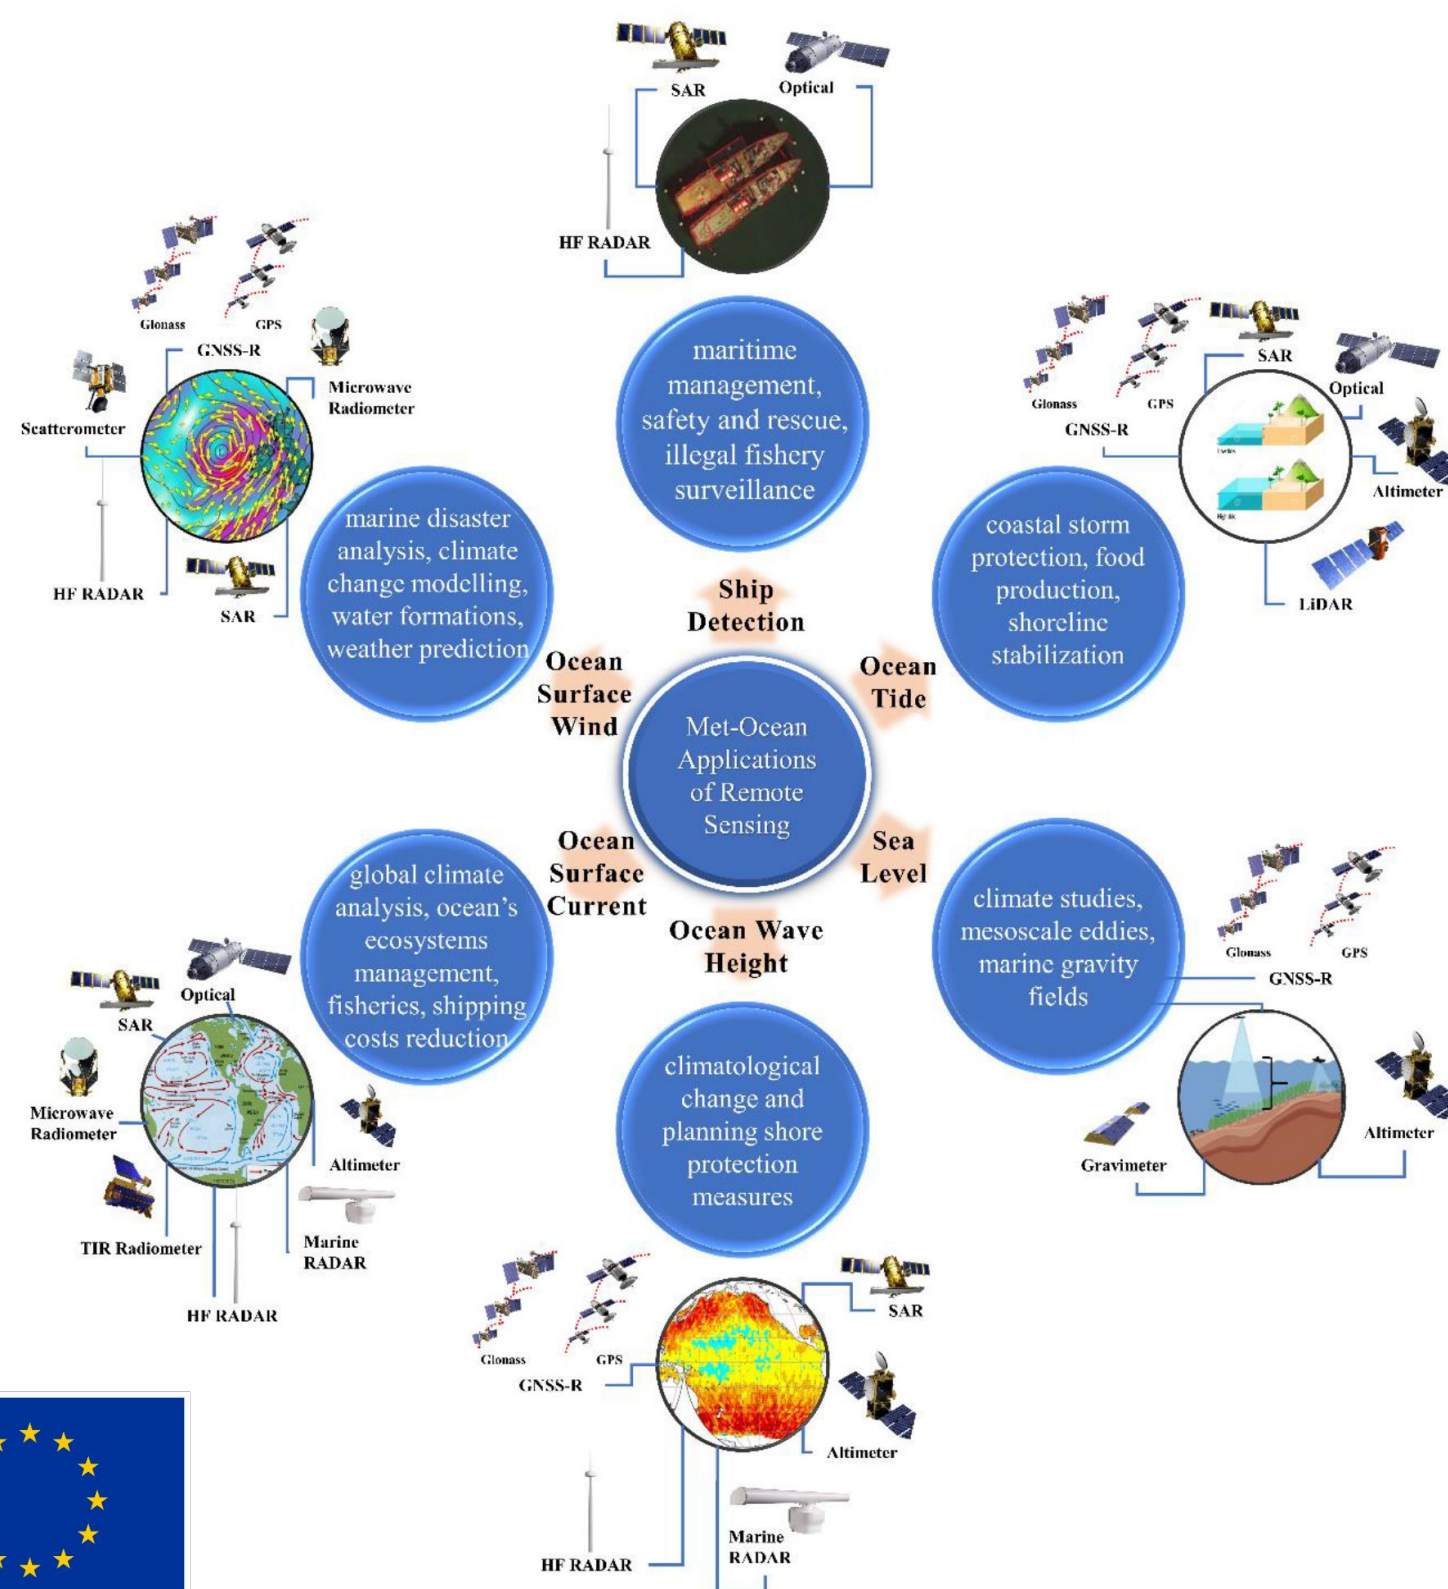 SAR
Optical
HF RADAR
maritime
management,
safety and rescue,
illegal fishery
surveillance
Ship
Detection
Glonass
GPS
GNSS-R
Microwave
Radiometer
Scatterometer
HF RADAR
SAR
marine disaster
analysis, climate
change modelling,
water formations,
weather prediction
Ocean
Surface
Wind
Glonass
GPS
GNSS-R
SAR
Optical
Altimeter
LiDAR
coastal storm
protection, food
production,
shoreline
stabilization
Ocean
Tide
Met-Ocean
Applications
of Remote
Sensing
Ocean
Surface
Current
global climate
analysis, ocean's
ecosystems
management,
fisheries, shipping
costs reduction
Optical
SAR
Microwave
Radiometer
TIR Radiometer
HF RADAR
Marine
RADAR
Altimeter
Sea
Level
climate studies,
mesoscale eddies,
marine gravity
fields
Glonass
GPS
GNSS-R
Altimeter
Gravimeter
Ocean Wave
Height
climatological
change and
planning shore
protection
measures
Glonass
GPS
GNSS-R
SAR
Altimeter
HF RADAR
Marine
RADAR